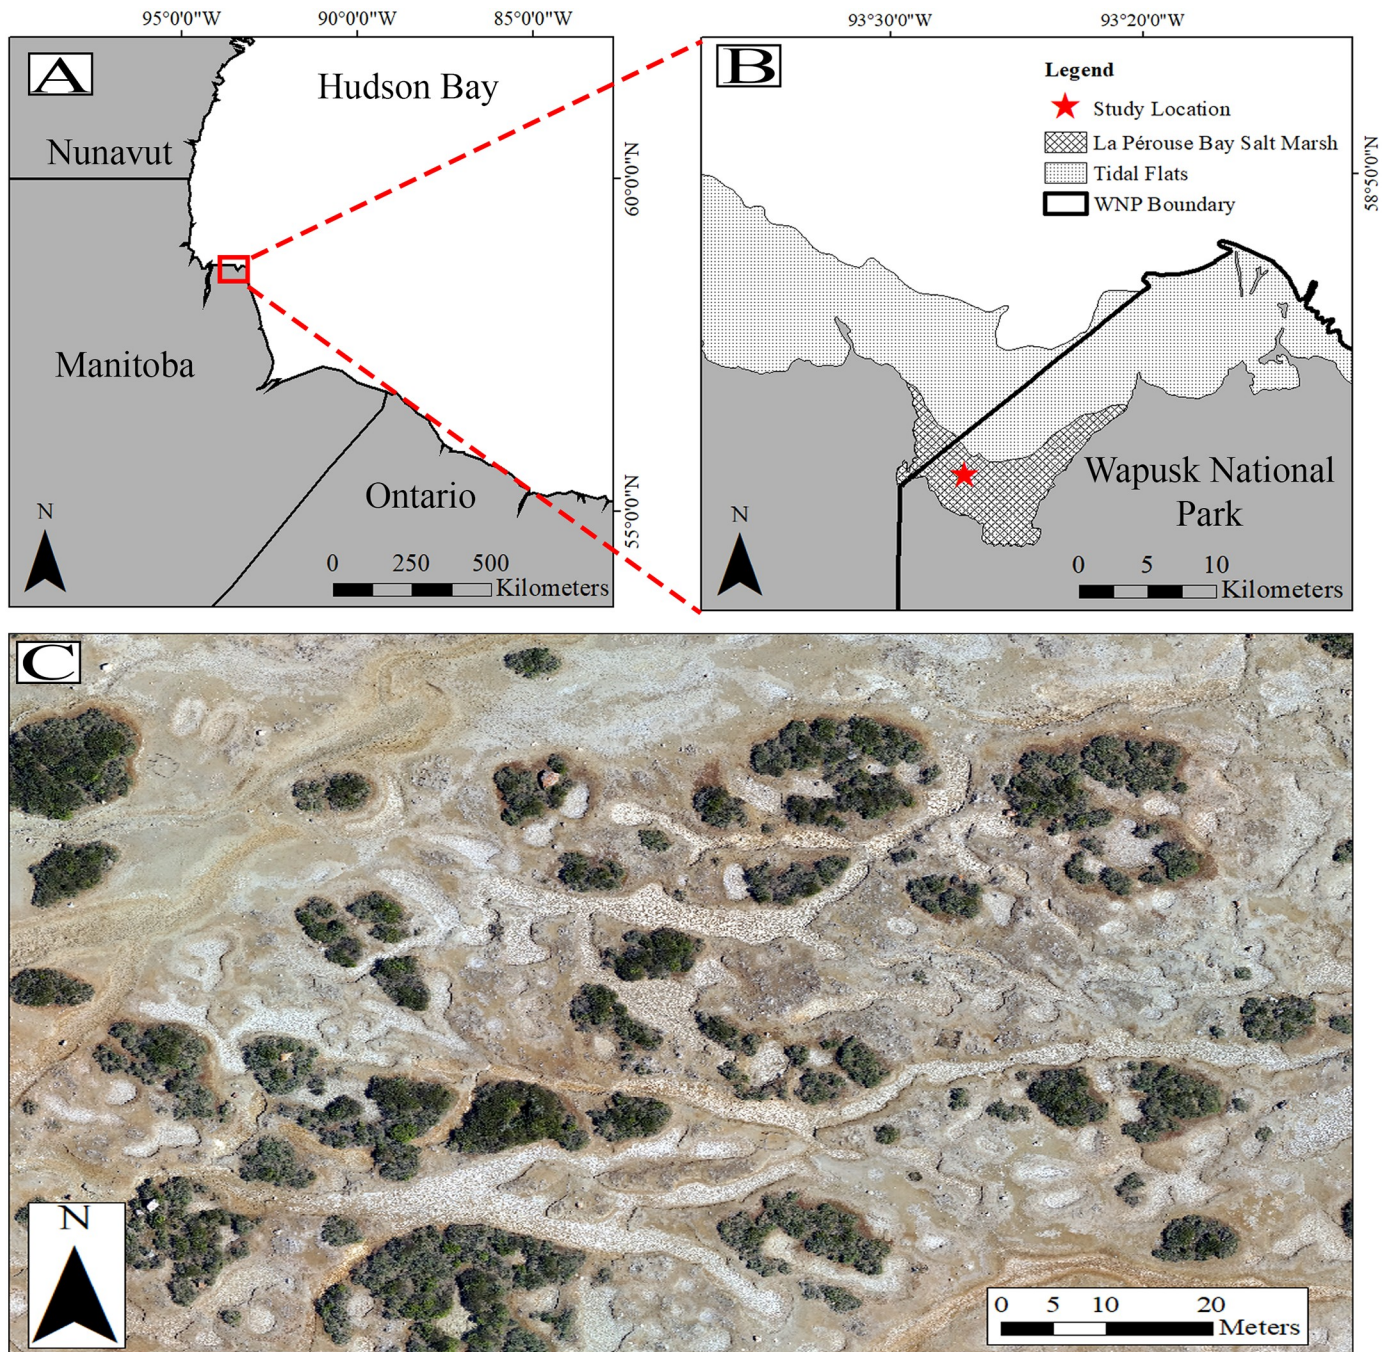 95°0'0"W 90°0'0"W 85°0'0"W
A
Hudson Bay
Nunavut
60°0'0"N
Manitoba
Ontario
55°0'0"N
N
0 250 500
Kilometers
93°30'0"W 93°20'0"W
B
Legend
Study Location
La Pérouse Bay Salt Marsh
Tidal Flats
WNP Boundary
58°50'0"N
Wapusk National
Park
N
0 5 10
Kilometers
C
N
0 5 10 20
Meters